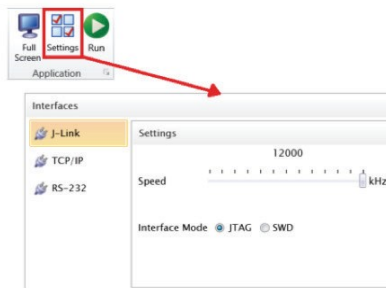 Full Screen
Settings
Run
Application
Interfaces
J-Link
TCP/IP
RS-232
Settings
12000
Speed
kHz
Interface Mode
JTAG
SWD